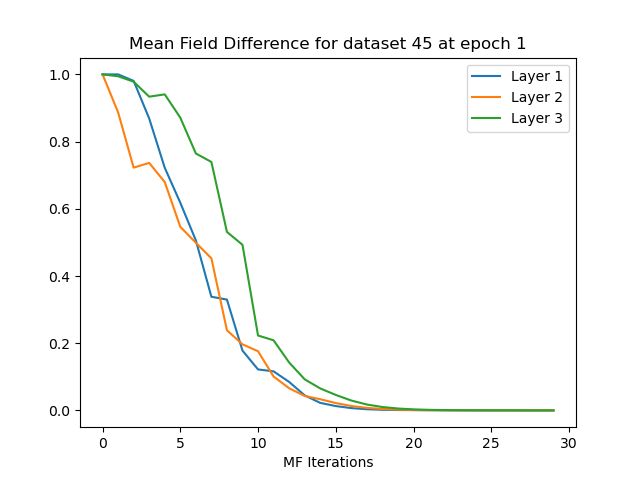 Mean Field Difference for dataset 45 at epoch 1
Layer 1
Layer 2
Layer 3
1.0
0.8
0.6
0.4
0.2
0.0
0 5 10 15 20 25 30
MF Iterations